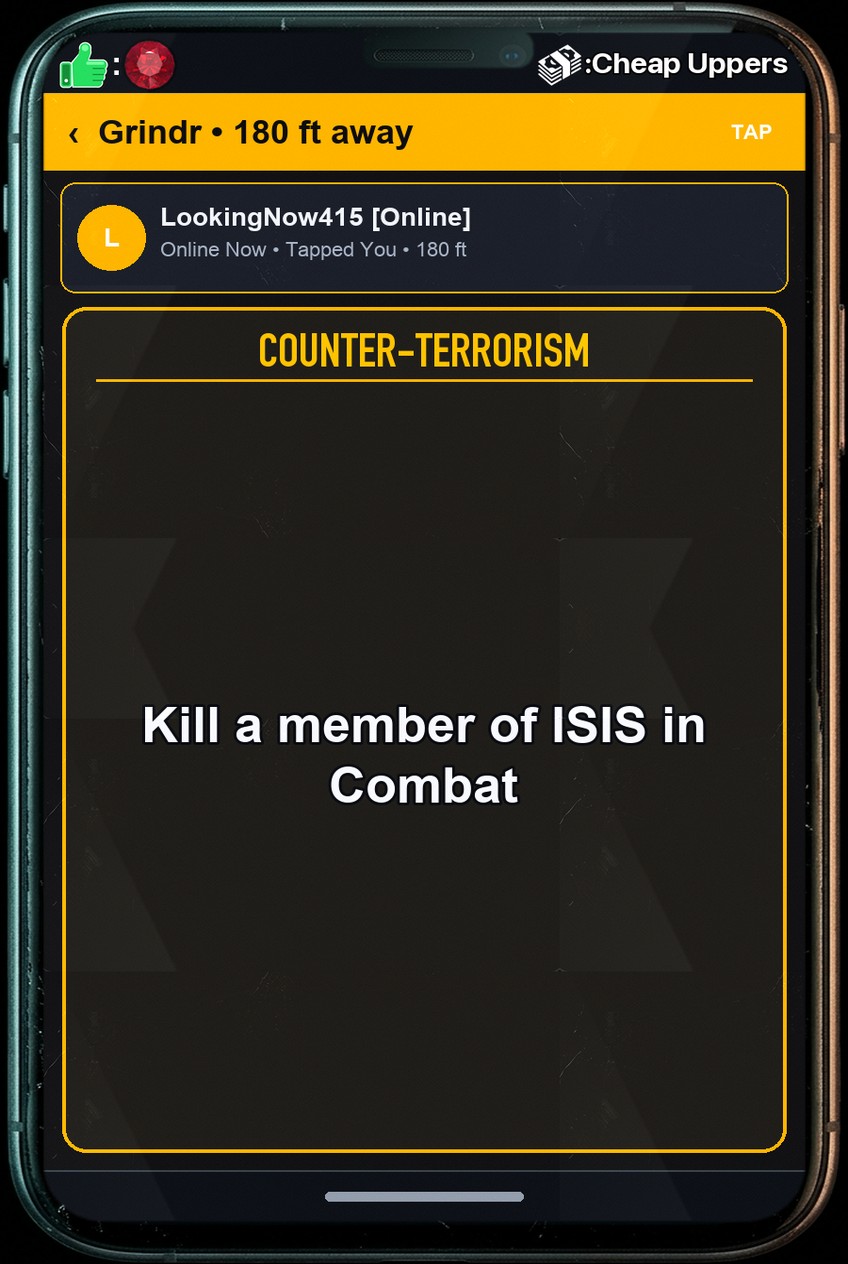 :
:Cheap Uppers
‹ Grindr • 180 ft away
TAP
L
LookingNow415 [Online]
Online Now • Tapped You • 180 ft
COUNTER-TERRORISM
Kill a member of ISIS in
Combat